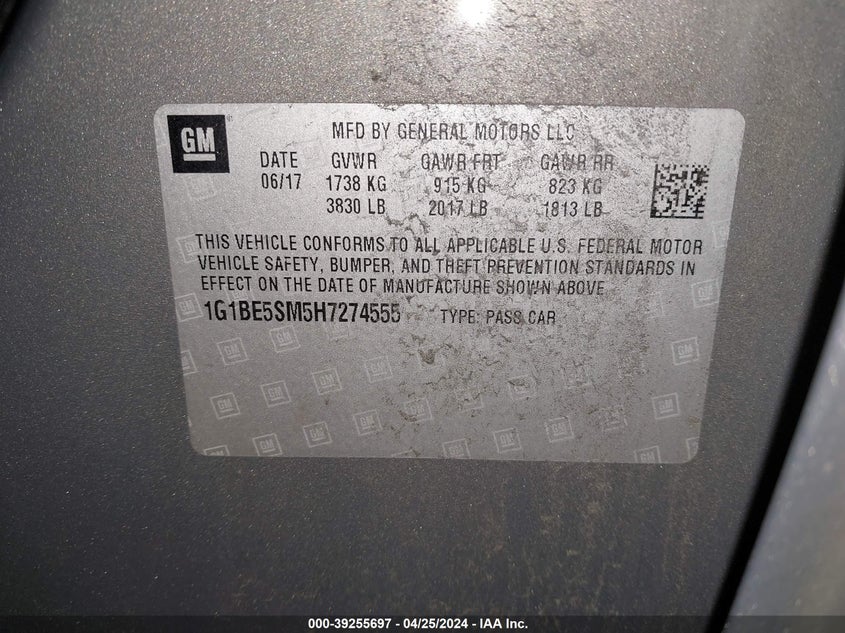 GM
MFD BY GENERAL MOTORS LLC
DATE GVWR GAWR FRT GAWR RR
06/17 1738 KG 915 KG 823 KG
3830 LB 2017 LB 1813 LB
THIS VEHICLE CONFORMS TO ALL APPLICABLE U.S. FEDERAL MOTOR
VEHICLE SAFETY, BUMPER, AND THEFT PREVENTION STANDARDS IN
EFFECT ON THE DATE OF MANUFACTURE SHOWN ABOVE
1G1BE5SM5H7274555 TYPE: PASS CAR
000-39255697 - 04/25/2024 - IAA Inc.